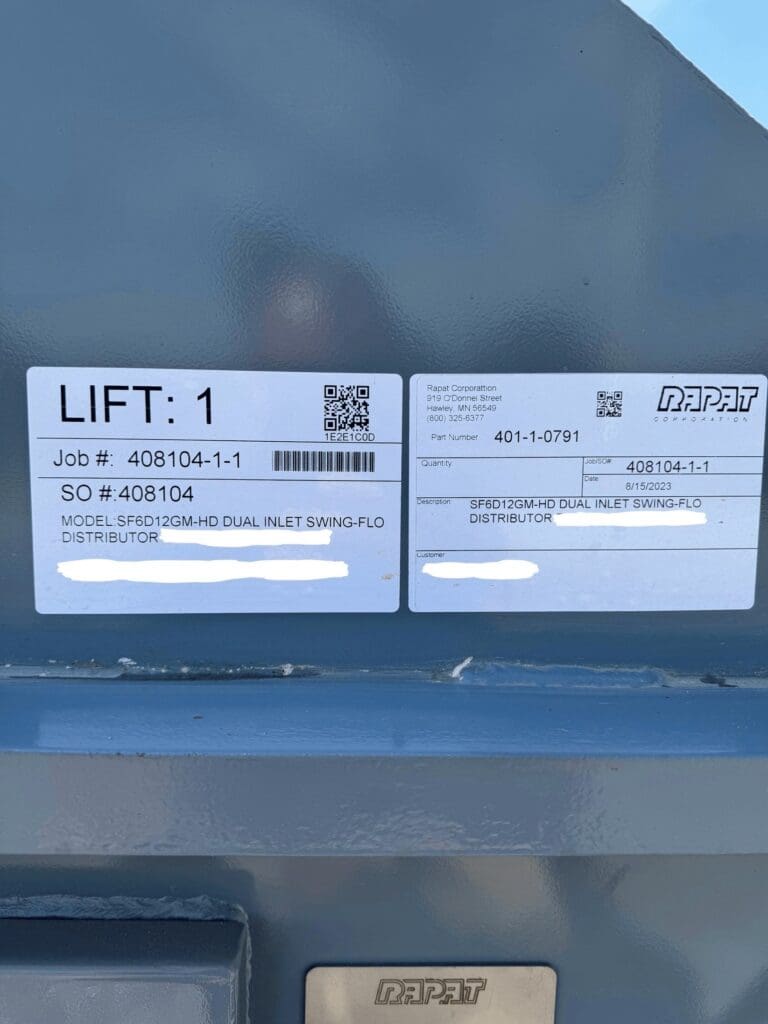 LIFT: 1
1E2E1C0D
Job #: 408104-1-1
SO #:408104
MODEL:SF6D12GM-HD DUAL INLET SWING-FLO
DISTRIBUTOR
Rapat Corporation
919 O'Donnel Street
Hawley, MN 56549
(800) 325-6377
RAPAT
CORPORATION
Part Number 401-1-0791
Quantity
Job/SO# 408104-1-1
Date
8/15/2023
Description SF6D12GM-HD DUAL INLET SWING-FLO
DISTRIBUTOR
Customer
RAPAT